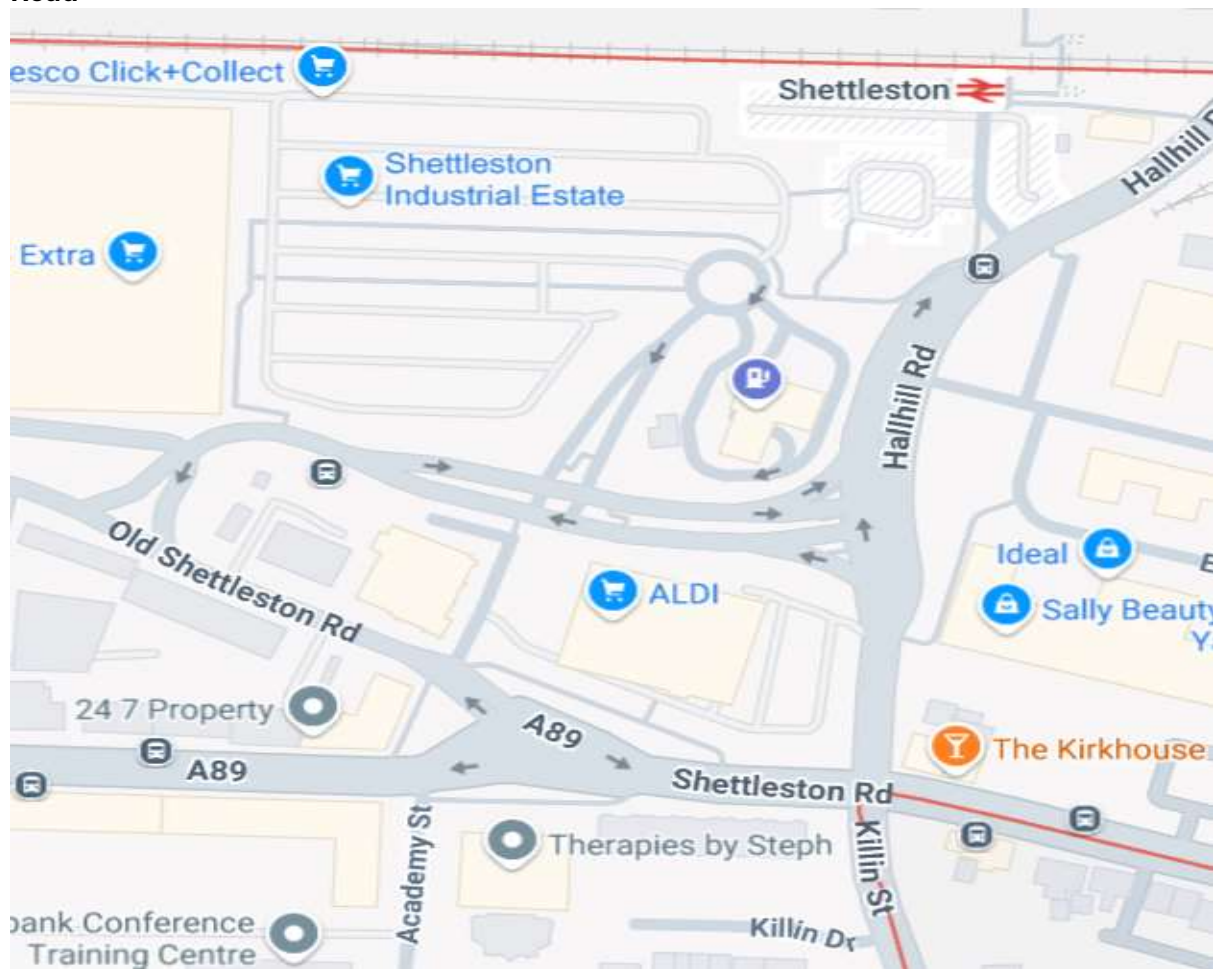 esco Click+Collect
Shettleston
Hallhill R
Shettleston
Industrial Estate
Extra
Hallhill Rd
Old Shettleston Rd
ALDI
Ideal
E
Sally Beauty
Ya
24 7 Property
A89
A89
The Kirkhouse
Shettleston Rd
Academy St
Therapies by Steph
Killin St
bank Conference
Training Centre
Killin Dr